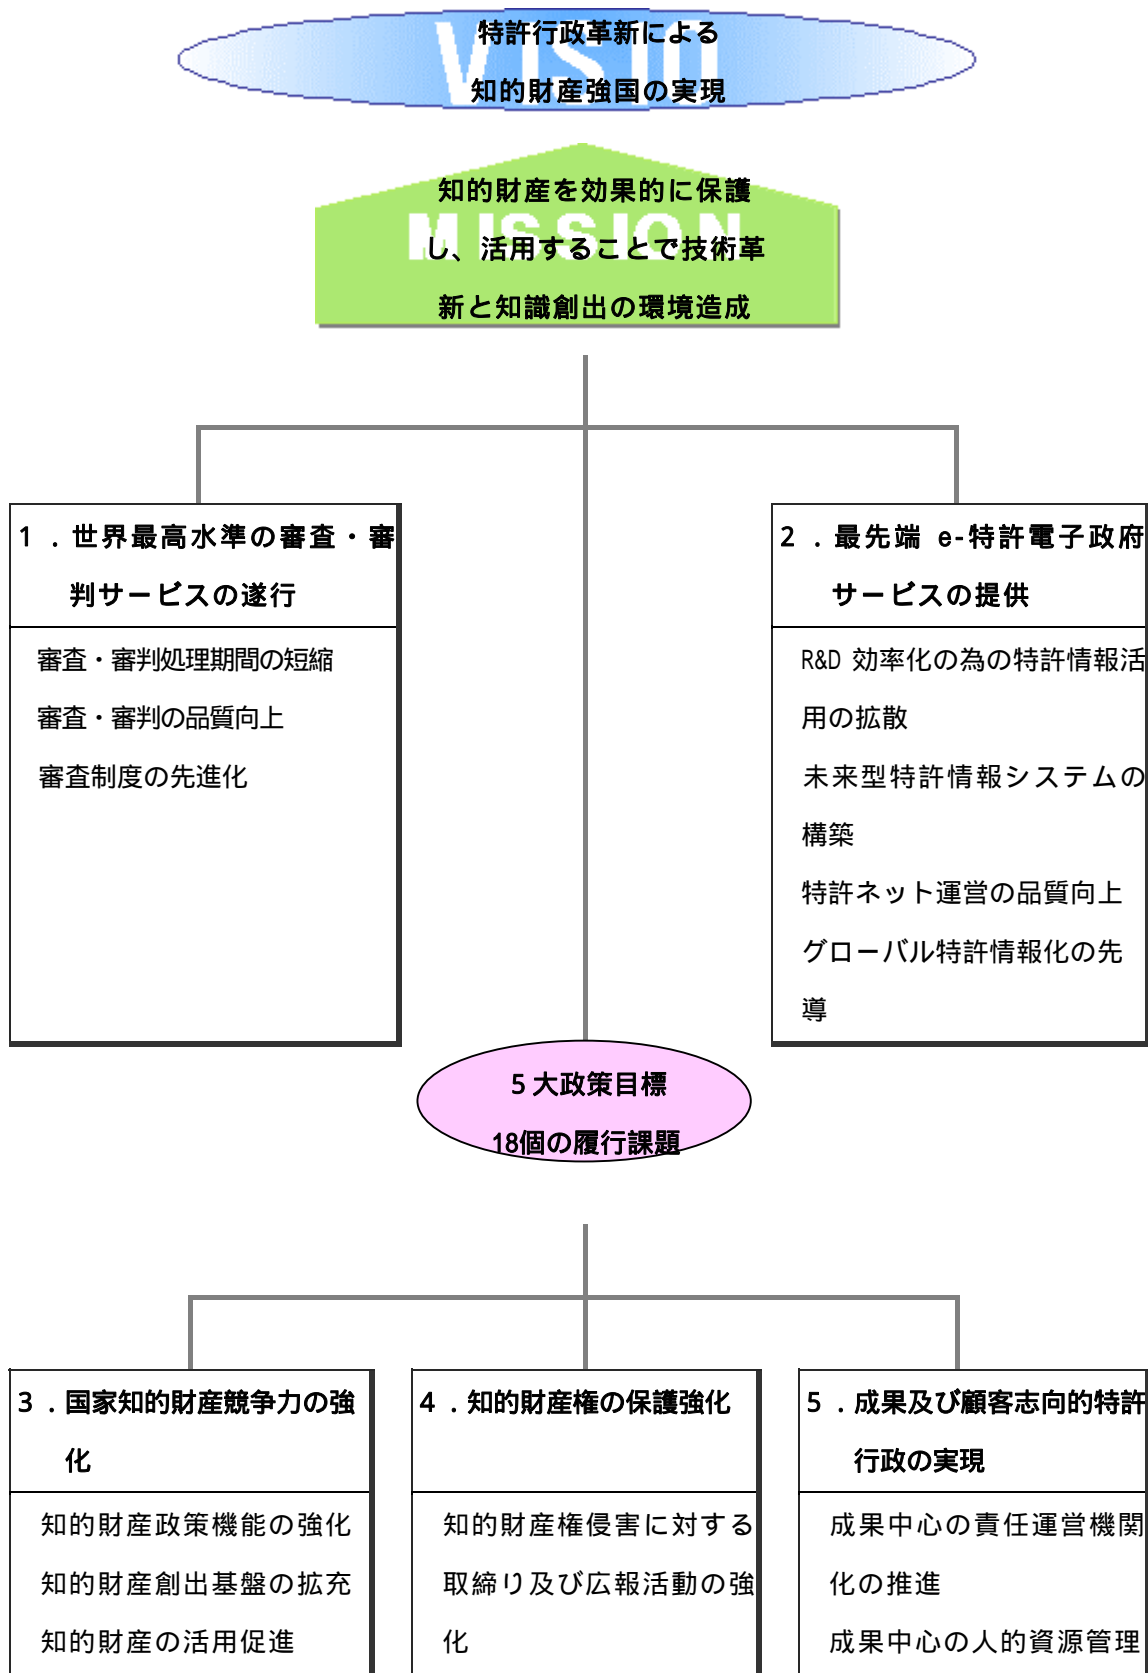 VISIO
特許行政革新による
知的財産強国の実現
MISSION
知的財産を効果的に保護
し、活用することで技術革
新と知識創出の環境造成
1．世界最高水準の審査・審
判サービスの遂行
審査・審判処理期間の短縮
審査・審判の品質向上
審査制度の先進化
2．最先端 e-特許電子政府
サービスの提供
R&D 効率化の為の特許情報活
用の拡散
未来型特許情報システムの
構築
特許ネット運営の品質向上
グローバル特許情報化の先
導
5大政策目標
18個の履行課題
3．国家知的財産競争力の強
化
知的財産政策機能の強化
知的財産創出基盤の拡充
知的財産の活用促進
4．知的財産権の保護強化
知的財産権侵害に対する
取締り及び広報活動の強
化
5．成果及び顧客志向的特許
行政の実現
成果中心の責任運営機関
化の推進
成果中心の人的資源管理